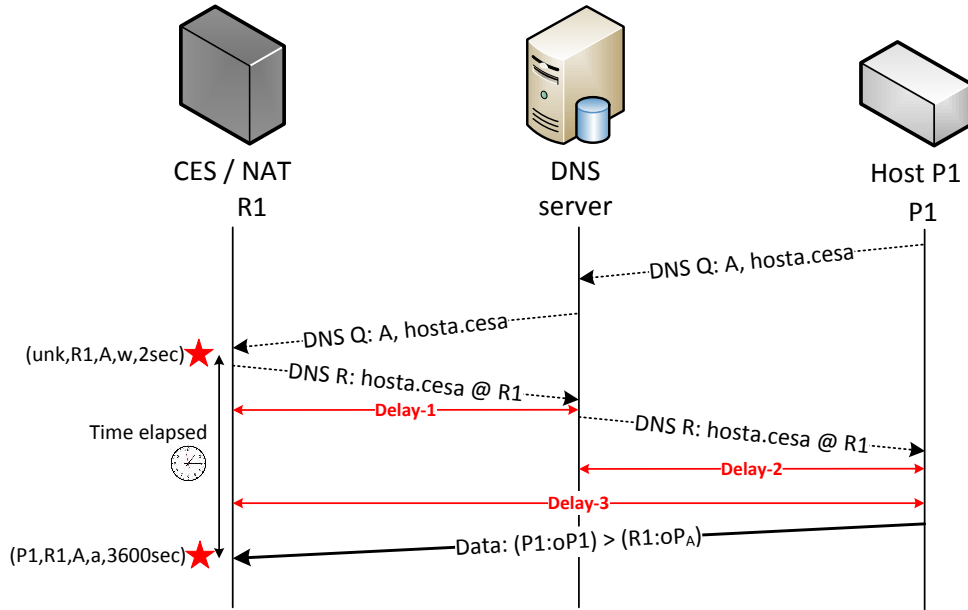 CES / NAT
R1
DNS
server
Host P1
P1
DNS Q: A, hosta.cesa
DNS Q: A, hosta.cesa
(unk,R1,A,w,2sec)
DNS R: hosta.cesa @ R1
Delay-1
DNS R: hosta.cesa @ R1
Time elapsed
Delay-2
Delay-3
Data: (P1:oP1) > (R1:oPA)
(P1,R1,A,a,3600sec)